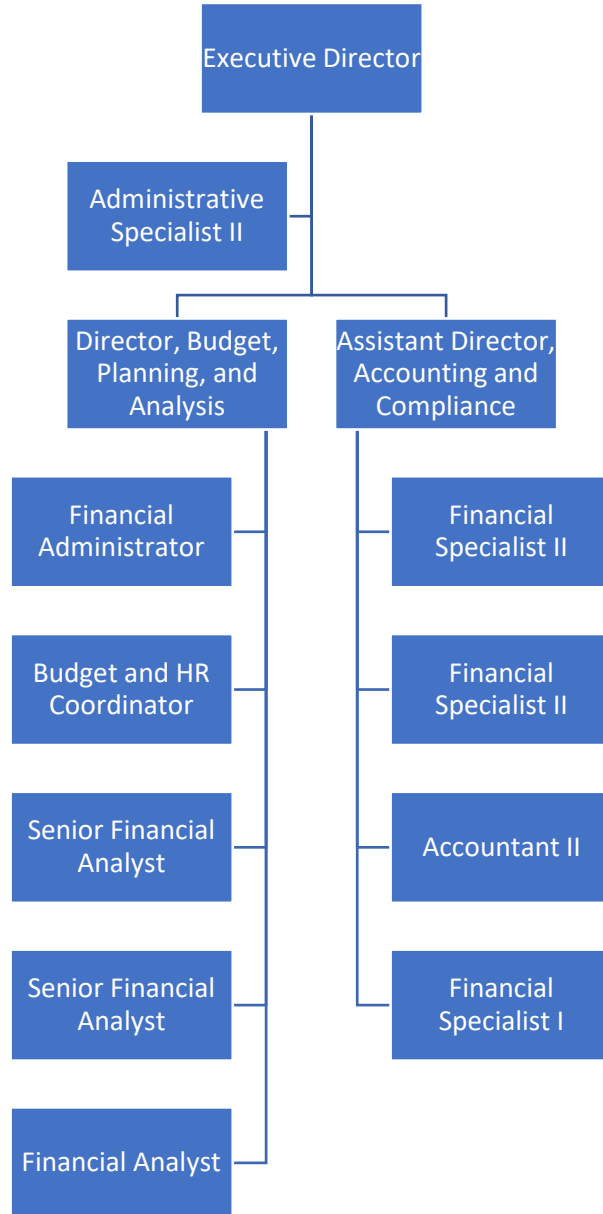 Executive Director
Administrative
Specialist II
Director, Budget,
Planning, and
Analysis
Assistant Director,
Accounting and
Compliance
Financial
Administrator
Budget and HR
Coordinator
Senior Financial
Analyst
Senior Financial
Analyst
Financial Analyst
Financial
Specialist II
Financial
Specialist II
Accountant II
Financial
Specialist I